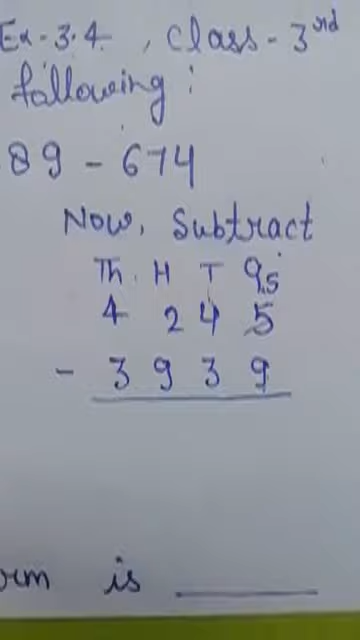 Ex-3.4, Class-3rd
following:
89 - 674
Now, Subtract
Th H T
4 2 4 5
- 3 9 3 9
is ______